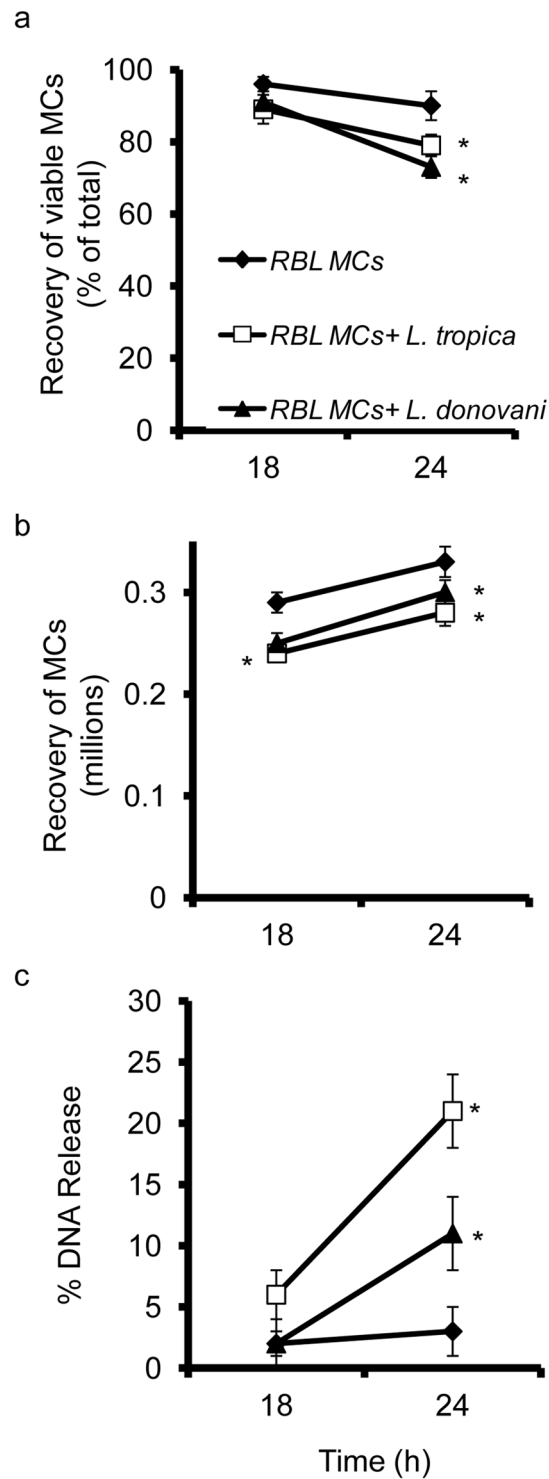 a
Recovery of viable MCs
(% of total)
100
80
60
40
20
0
RBL MCs
RBL MCs+ L. tropica
RBL MCs+ L. donovani
*
*
18
24
b
Recovery of MCs
(millions)
0.3
0.2
0.1
0
*
*
*
18
24
c
% DNA Release
30
25
20
15
10
5
0
*
*
18
24
Time (h)